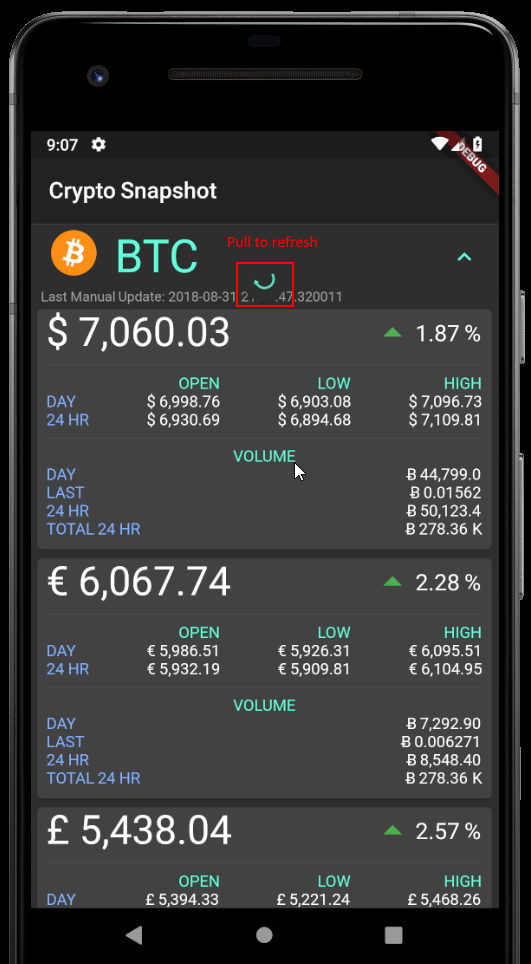 9:07
DEBUG
Crypto Snapshot
BTC
Pull to refresh
Last Manual Update: 2018-08-31 47.320011
$ 7,060.03 1.87 %
OPEN LOW HIGH
DAY $ 6,998.76 $ 6,903.08 $ 7,096.73
24 HR $ 6,930.69 $ 6,894.68 $ 7,109.81
VOLUME
DAY Ƀ 44,799.0
LAST Ƀ 0.01562
24 HR Ƀ 50,123.4
TOTAL 24 HR Ƀ 278.36 K
€ 6,067.74 2.28 %
OPEN LOW HIGH
DAY € 5,986.51 € 5,926.31 € 6,095.51
24 HR € 5,932.19 € 5,909.81 € 6,104.95
VOLUME
DAY Ƀ 7,292.90
LAST Ƀ 0.006271
24 HR Ƀ 8,548.40
TOTAL 24 HR Ƀ 278.36 K
£ 5,438.04 2.57 %
OPEN LOW HIGH
DAY £ 5,394.33 £ 5,221.24 £ 5,468.26